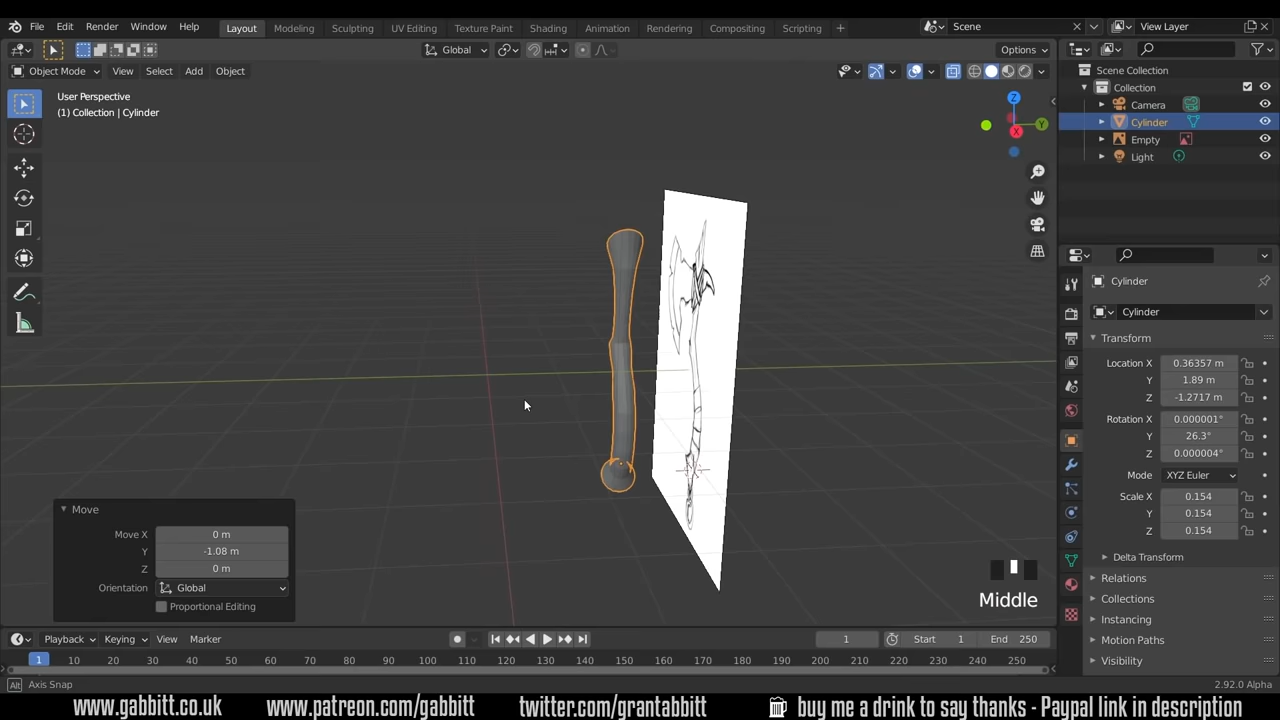 File Edit Render Window Help Layout Modeling Sculpting UV Editing Texture Paint Shading Animation Rendering Compositing Scripting + Scene View Layer
Global Options
Object Mode View Select Add Object
User Perspective
(1) Collection | Cylinder
Z
Y
X
Scene Collection
Collection
Camera
Cylinder
Empty
Light
Cylinder
Cylinder
Transform
Location X 0.36357 m
Y 1.89 m
Z -1.2717 m
Rotation X 0.000001°
Y 26.3°
Z 0.000004°
Mode XYZ Euler
Scale X 0.154
Y 0.154
Z 0.154
Delta Transform
Relations
Collections
Instancing
Motion Paths
Visibility
Move
Move X 0 m
Y -1.08 m
Z 0 m
Orientation Global
Proportional Editing
Middle
Playback Keying View Marker 1 Start 1 End 250
1 10 20 30 40 50 60 70 80 90 100 110 120 130 140 150 160 170 180 190 200 210 220 230 240 250
Alt Axis Snap 2.92.0 Alpha
www.gabbitt.co.uk www.patreon.com/gabbitt twitter.com/grantabbitt buy me a drink to say thanks - Paypal link in description